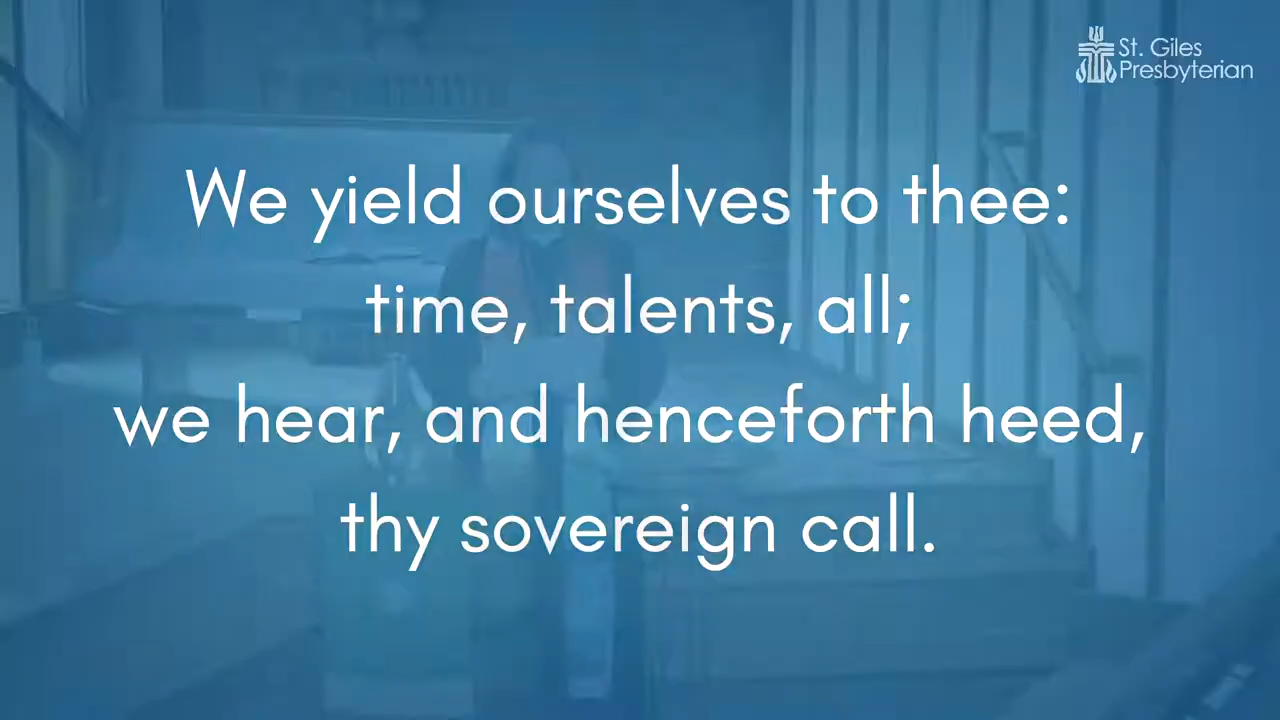 St. Giles
Presbyterian
We yield ourselves to thee:
time, talents, all;
we hear, and henceforth heed,
thy sovereign call.